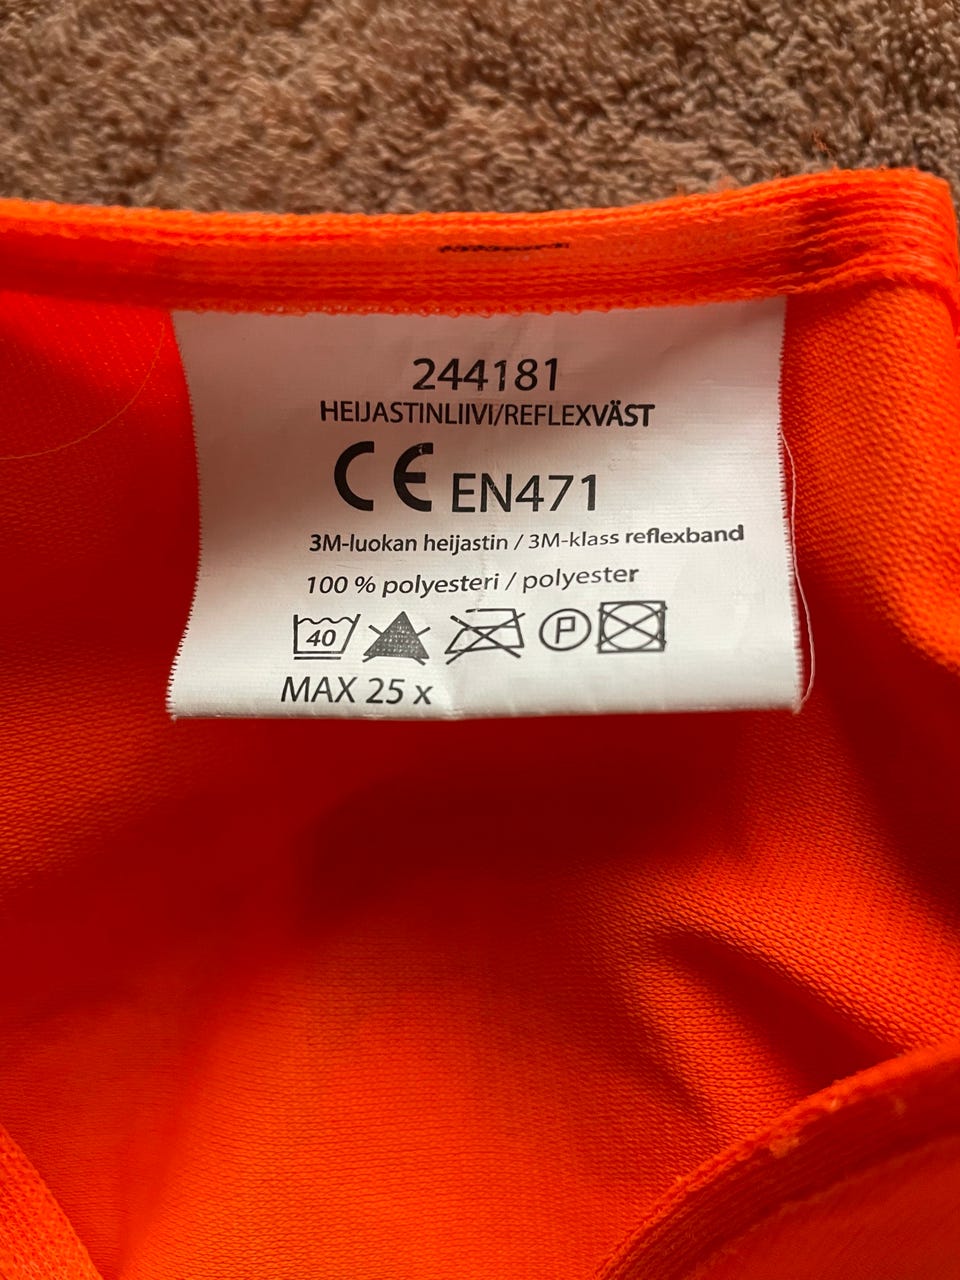 244181
HEIJASTINLIIVI/REFLEXVÄST
CE EN471
3M-luokan heijastin / 3M-klass reflexband
100 % polyesteri / polyester
40 P
MAX 25 x